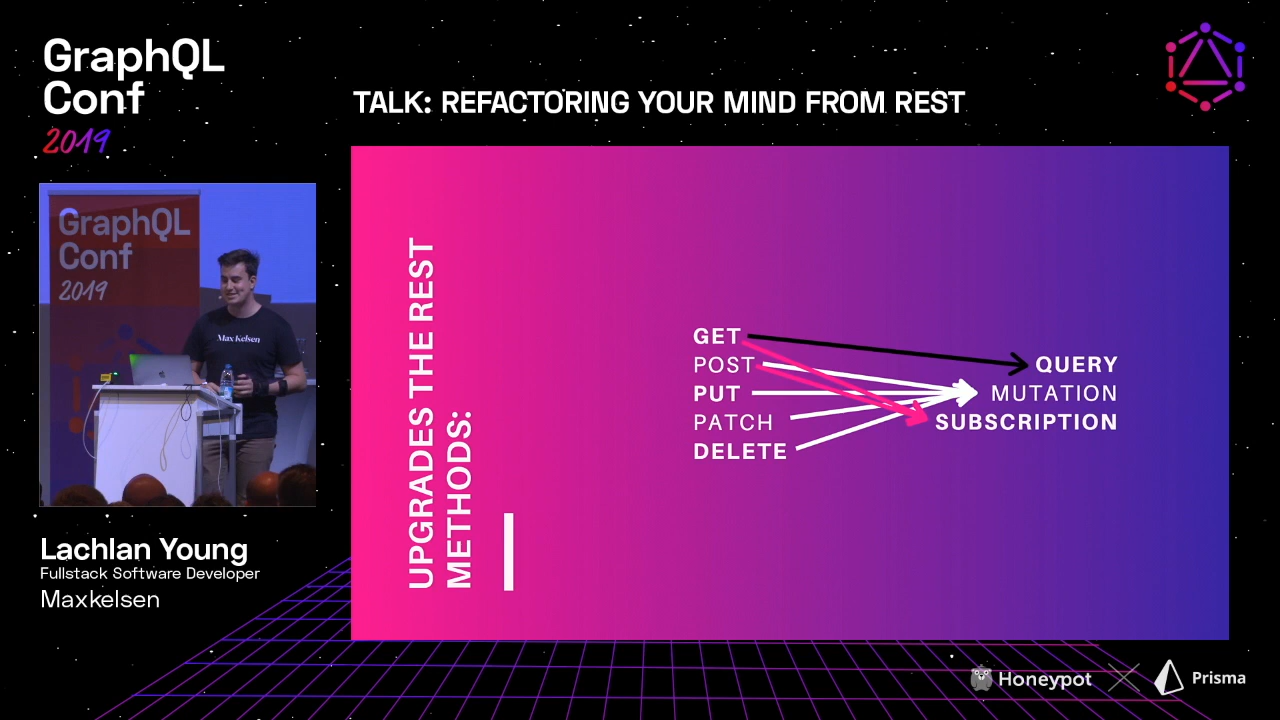 GraphQL
Conf
2019
TALK: REFACTORING YOUR MIND FROM REST
GraphQL
Conf
2019
Max Kelsen
Lachlan Young
Fullstack Software Developer
Maxkelsen
UPGRADES THE REST
METHODS:
GET
POST
PUT
PATCH
DELETE
QUERY
MUTATION
SUBSCRIPTION
Honeypot
Prisma